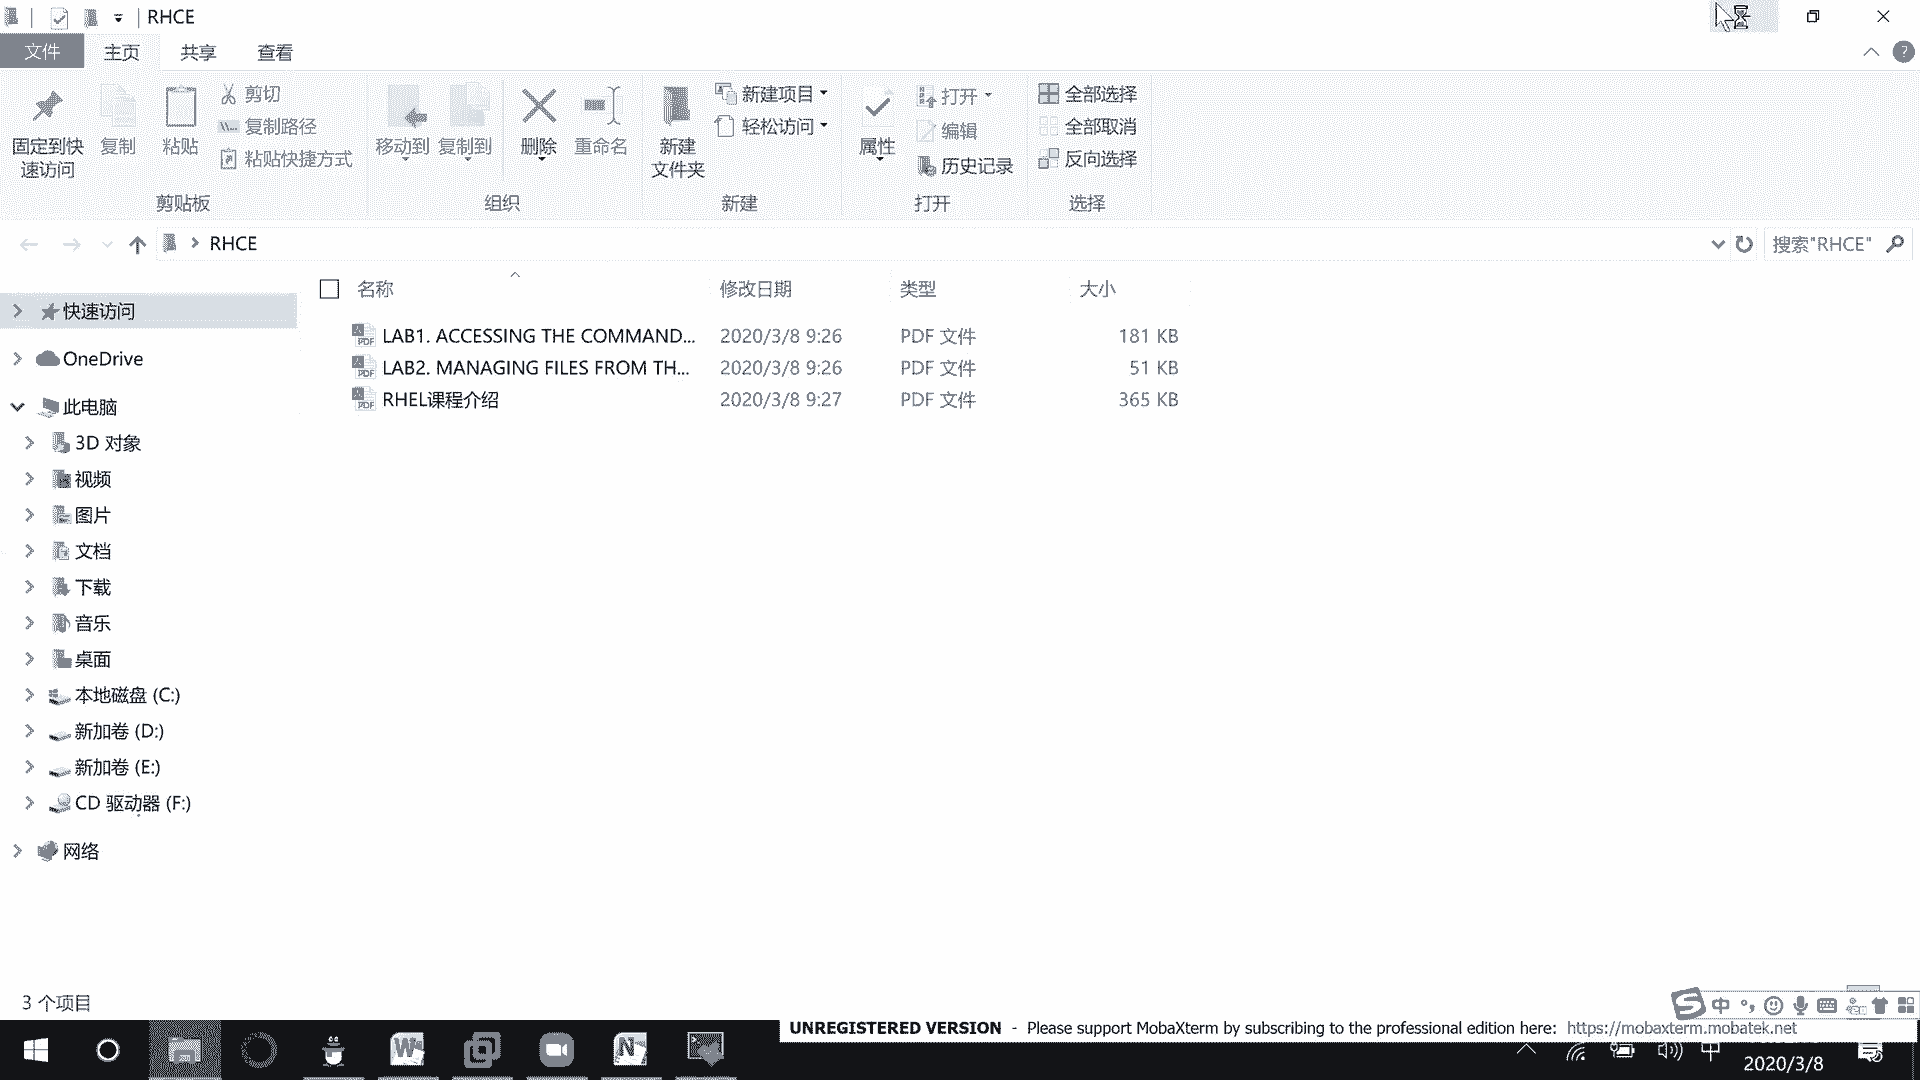 RHCE
文件 主页 共享 查看
固定到快速访问
复制
粘贴
剪切
复制路径
粘贴快捷方式
剪贴板
移动到
复制到
删除
重命名
组织
新建
文件夹
新建项目
轻松访问
新建
属性
打开
编辑
历史记录
打开
全部选择
全部取消
反向选择
选择
RHCE
搜索"RHCE"
名称 修改日期 类型 大小
LAB1. ACCESSING THE COMMAND... 2020/3/8 9:26 PDF 文件 181 KB
LAB2. MANAGING FILES FROM TH... 2020/3/8 9:26 PDF 文件 51 KB
RHEL课程介绍 2020/3/8 9:27 PDF 文件 365 KB
快速访问
OneDrive
此电脑
3D 对象
视频
图片
文档
下载
音乐
桌面
本地磁盘 (C:)
新加卷 (D:)
新加卷 (E:)
CD 驱动器 (F:)
网络
3 个项目
中
UNREGISTERED VERSION - Please support MobaXterm by subscribing to the professional edition here: https://mobaxterm.mobatek.net
中
2020/3/8